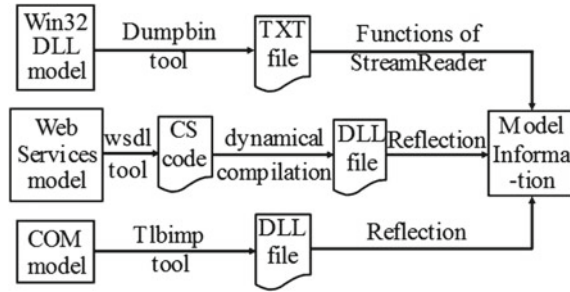 Win32
DLL
model
Dumpbin
tool
TXT
file
Functions of
StreamReader
Web
Services
model
wsdl
tool
CS
code
dynamical
compilation
DLL
file
Reflection
Model
Informa
-tion
COM
model
Tlbimp
tool
DLL
file
Reflection